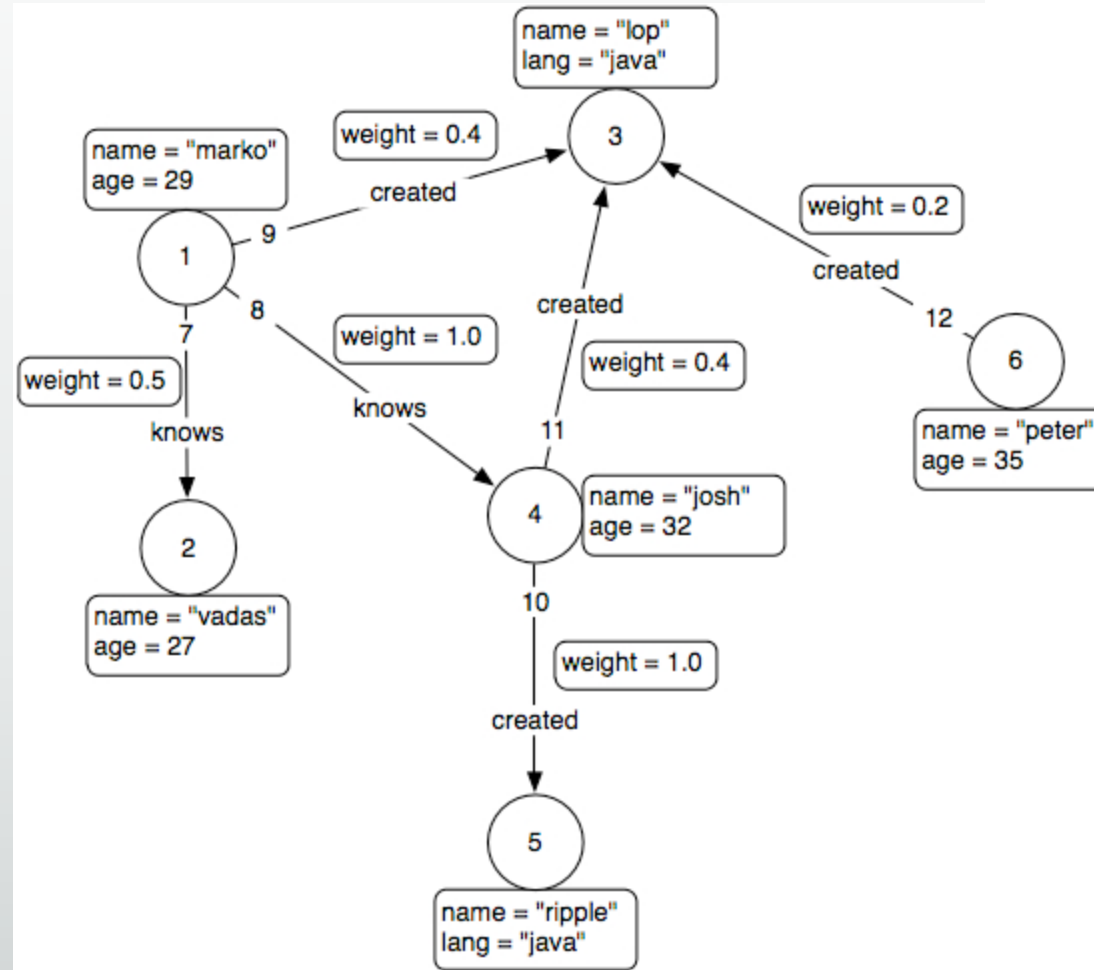 name = "lop"
lang = "java"
3
weight = 0.4
name = "marko"
age = 29
created
9
1
weight = 0.2
created
8
7
created
12
weight = 1.0
weight = 0.5
weight = 0.4
6
knows
knows
11
name = "peter"
age = 35
4
name = "josh"
age = 32
2
10
name = "vadas"
age = 27
weight = 1.0
created
5
name = "ripple"
lang = "java"